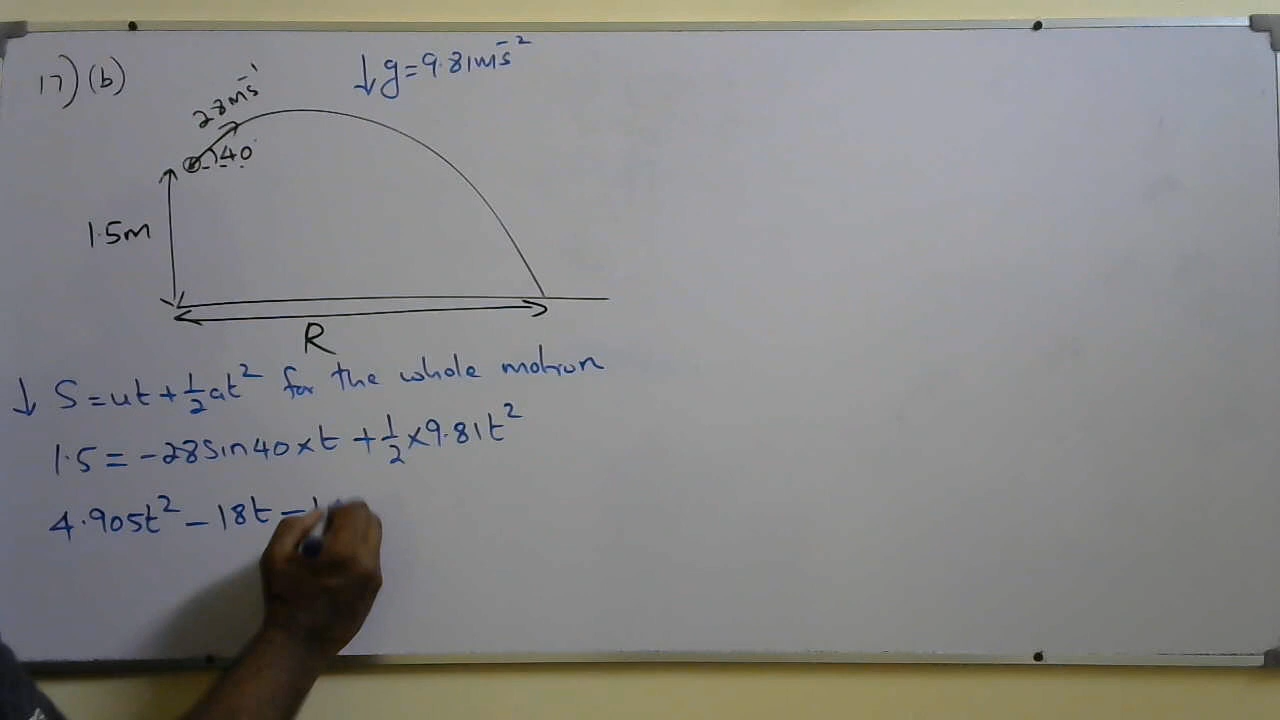 17) (b)
↓ g = 9.81ms⁻²
28ms⁻¹
40°
1.5m
R
↓ S = ut + ½at² for the whole motion
1.5 = -28sin40 × t + ½ × 9.81t²
4.905t² - 18t - 1